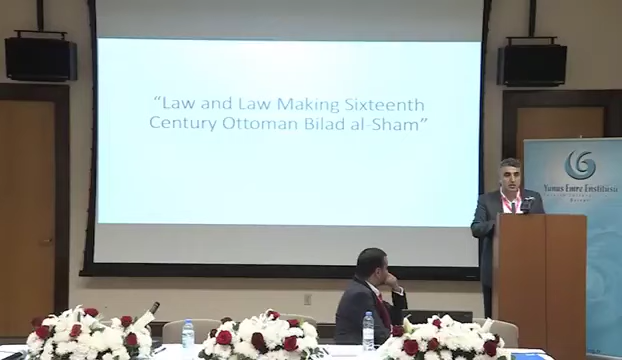 “Law and Law Making Sixteenth
Century Ottoman Bilad al-Sham”
Yunus Emre Enstitüsü